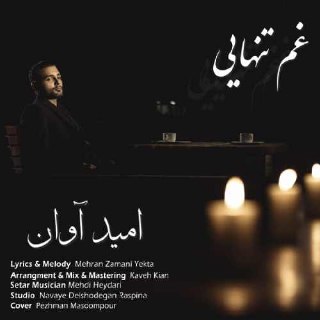 غم تنهایی
امید آوان
Lyrics & Melody Mehran Zamani Yekta
Arrangment & Mix & Mastering Kaveh Kian
Setar Musician Mehdi Heydari
Studio Navaye Delshodegan Raspina
Cover Pezhman Masoompour